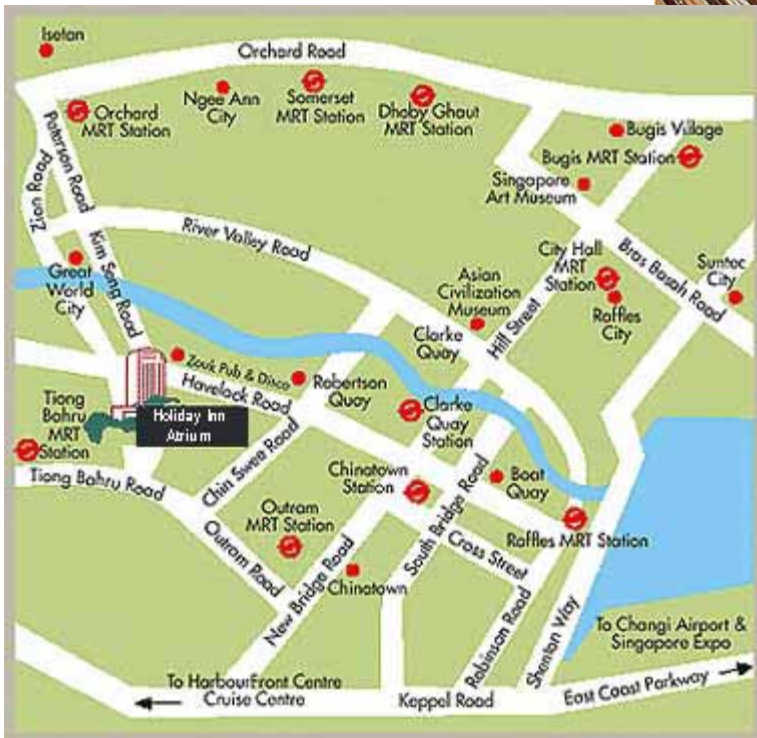 Isetan
Orchard Road
Orchard
MRT Station
Ngee Ann
City
Somerset
MRT Station
Dhoby Ghaut
MRT Station
Bugis Village
Bugis MRT Station
Singapore
Art Museum
Zion Road
Paterson Road
River Valley Road
Kim Seng Road
Great
World
City
Asian
Civilization
Museum
City Hall
MRT
Station
Bras Basah Road
Suntec
City
Raffles
City
Hill Street
Clarke
Quay
Zouk Pub & Disco
Havelock Road
Robertson
Quay
Tiong
Bahru
MRT
Station
Holiday Inn
Atrium
Clarke
Quay
Station
Chin Swee Road
Tiong Bahru Road
Chinatown
Station
South Bridge Road
Boat
Quay
Outram
MRT Station
Raffles MRT Station
Outram Road
New Bridge Road
Cross Street
Chinatown
Robinson Road
Shenton Way
To Changi Airport &
Singapore Expo
To HarbourFront Centre
Cruise Centre
Keppel Road
East Coast Parkway